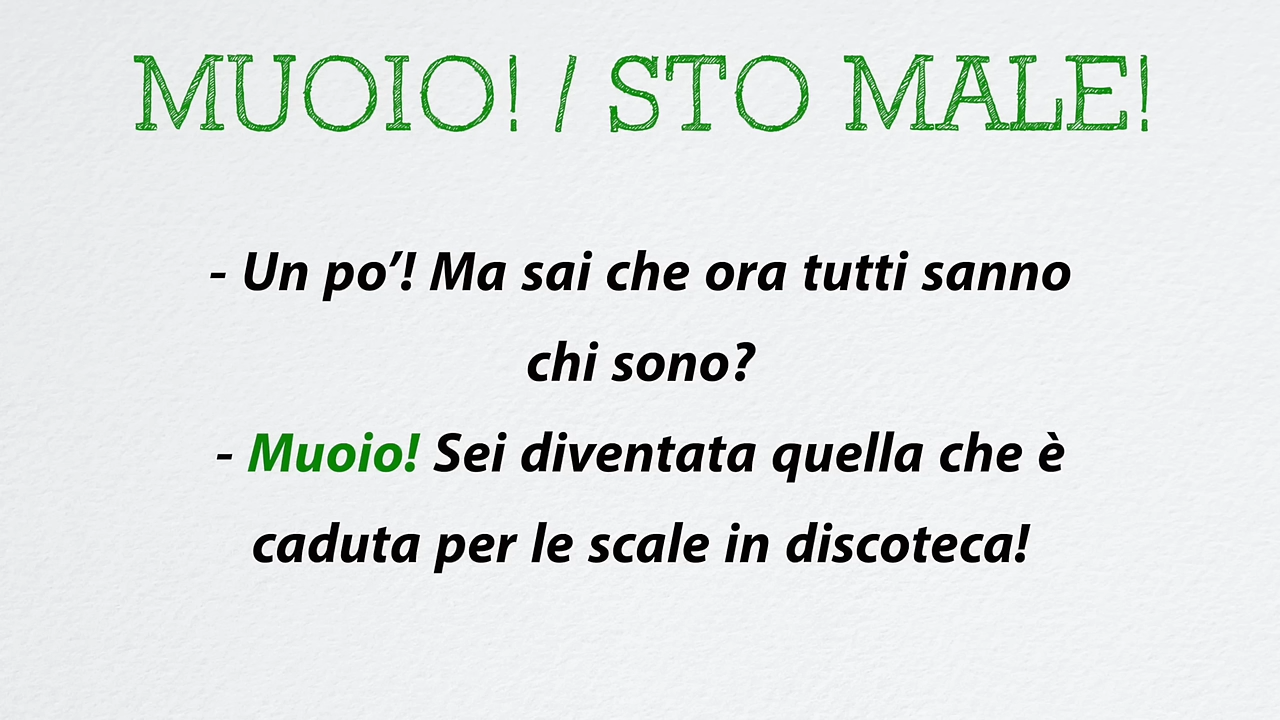 MUOIO! / STO MALE!
- Un po’! Ma sai che ora tutti sanno
chi sono?
- Muoio! Sei diventata quella che è
caduta per le scale in discoteca!